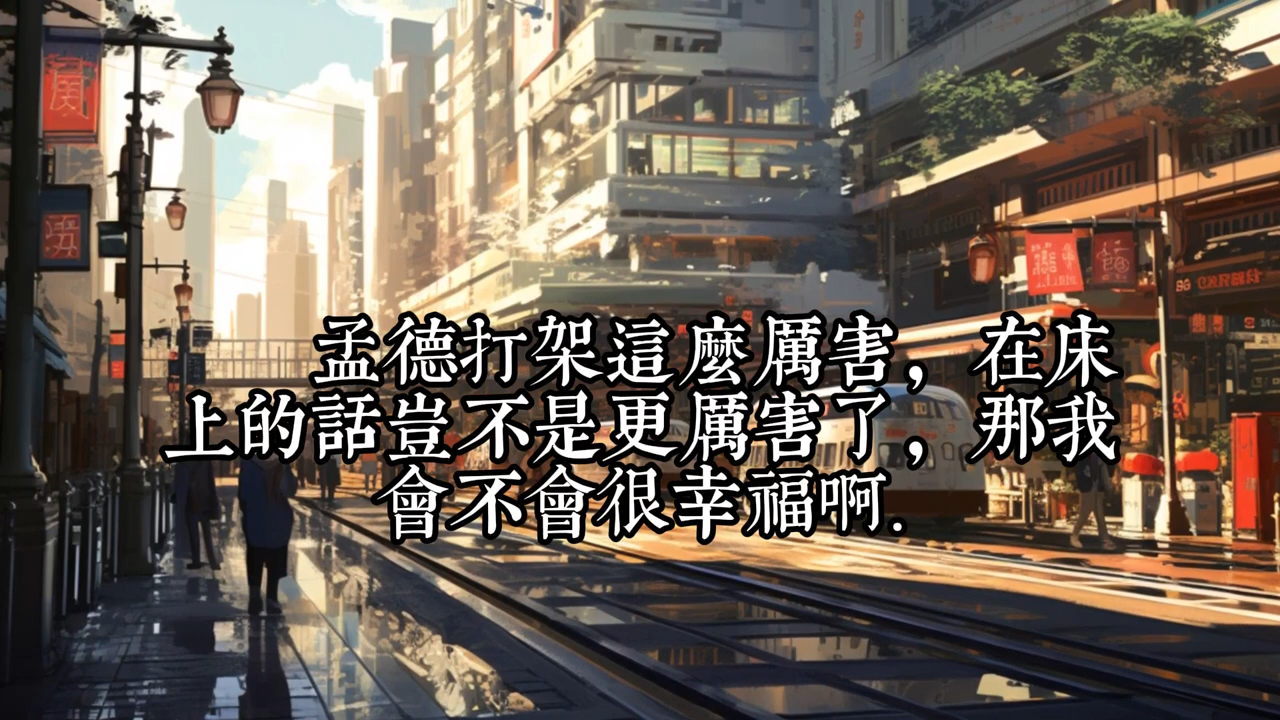 孟德打架這麼厲害，在床
上的話豈不是更厲害了，那我
會不會很幸福啊.